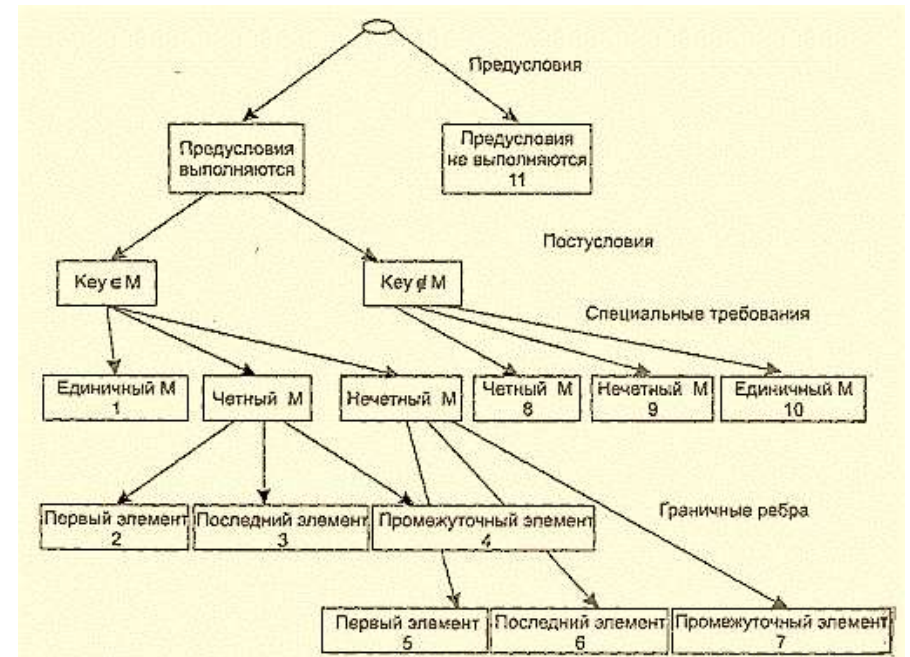 Предусловия
Предусловия
выполняются
Предусловия
не выполняются
11
Постусловия
Key ∈ M
Key ∉ M
Специальные требования
Единичный М
1
Четный М
Нечетный М
Четный М
8
Нечетный М
9
Единичный М
10
Граничные ребра
Первый элемент
2
Последний элемент
3
Промежуточный элемент
4
Первый элемент
5
Последний элемент
6
Промежуточный элемент
7